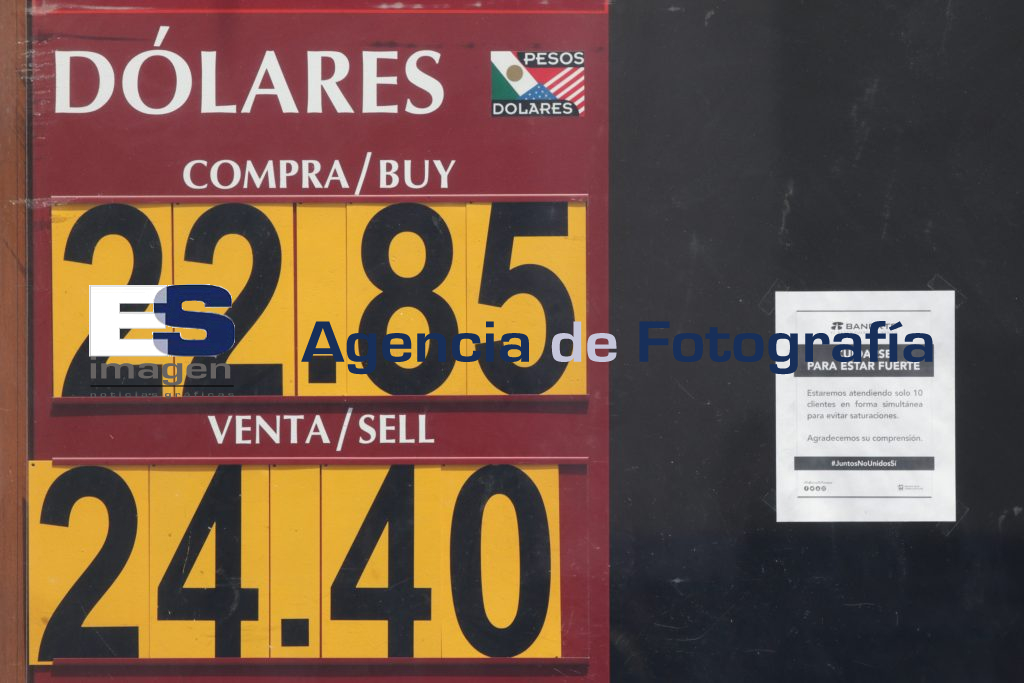 DÓLARES
PESOS
DOLARES
COMPRA/BUY
22.85
ES
imagen
Agencia de Fotografía
VENTA/SELL
24.40
PARA ESTAR FUERTE
Estaremos atendiendo solo 10
clientes en forma simultánea
para evitar saturaciones.
Agradecemos su comprensión.
#JuntosNoUnidosSí